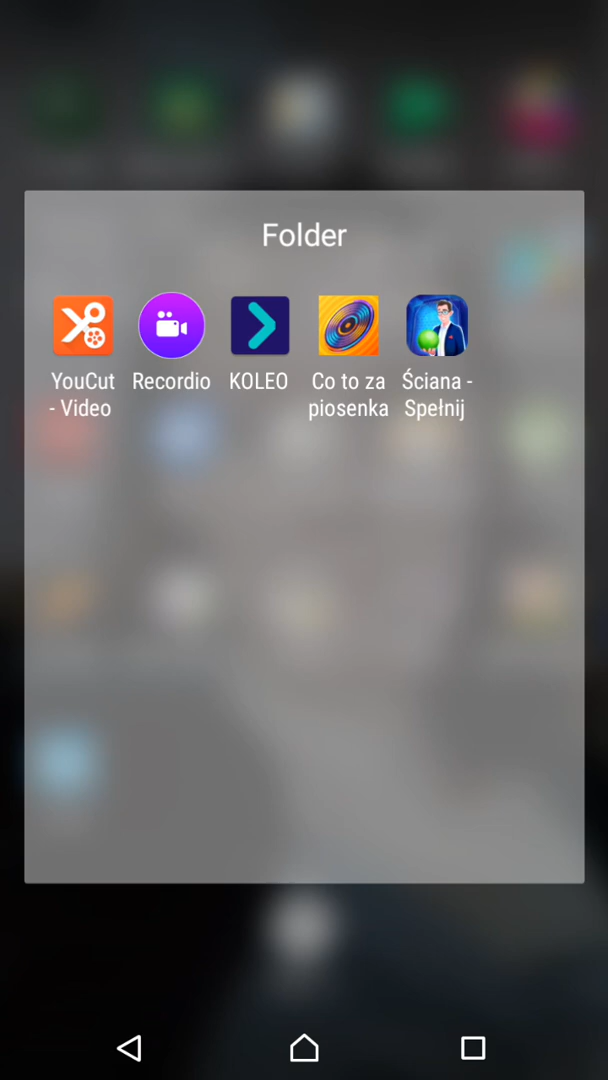 Folder
YouCut
- Video
Recordio
KOLEO
Co to za
piosenka
Ściana -
Spełnij